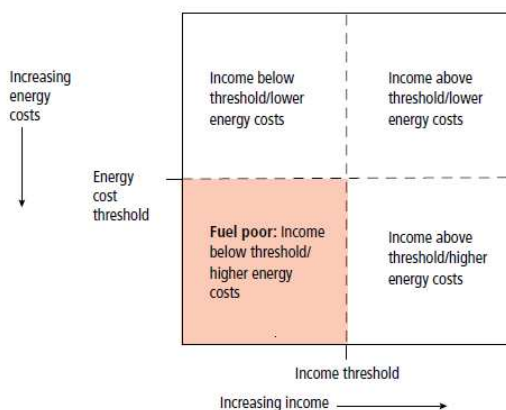 Increasing
energy
costs
Income below
threshold/lower
energy costs
Income above
threshold/lower
energy costs
Energy
cost
threshold
Fuel poor: Income
below threshold/
higher energy
costs
Income above
threshold/higher
energy costs
Income threshold
Increasing income